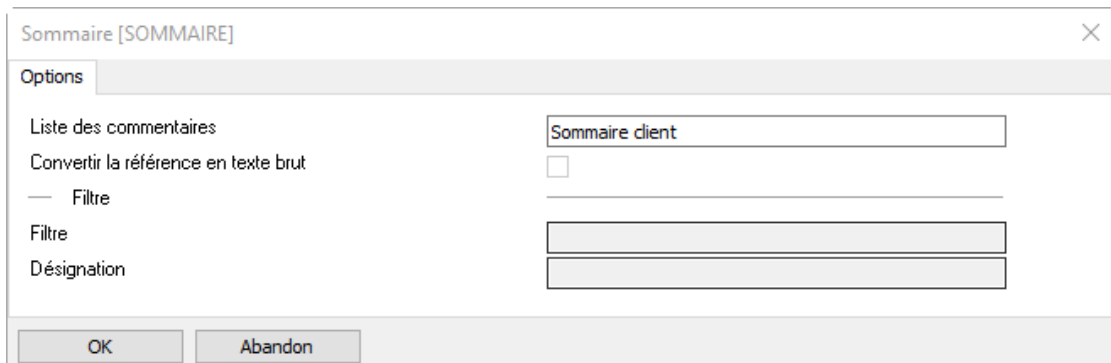 Sommaire [SOMMAIRE]
Options
Liste des commentaires
Sommaire client
Convertir la référence en texte brut
Filtre
Filtre
Désignation
OK
Abandon